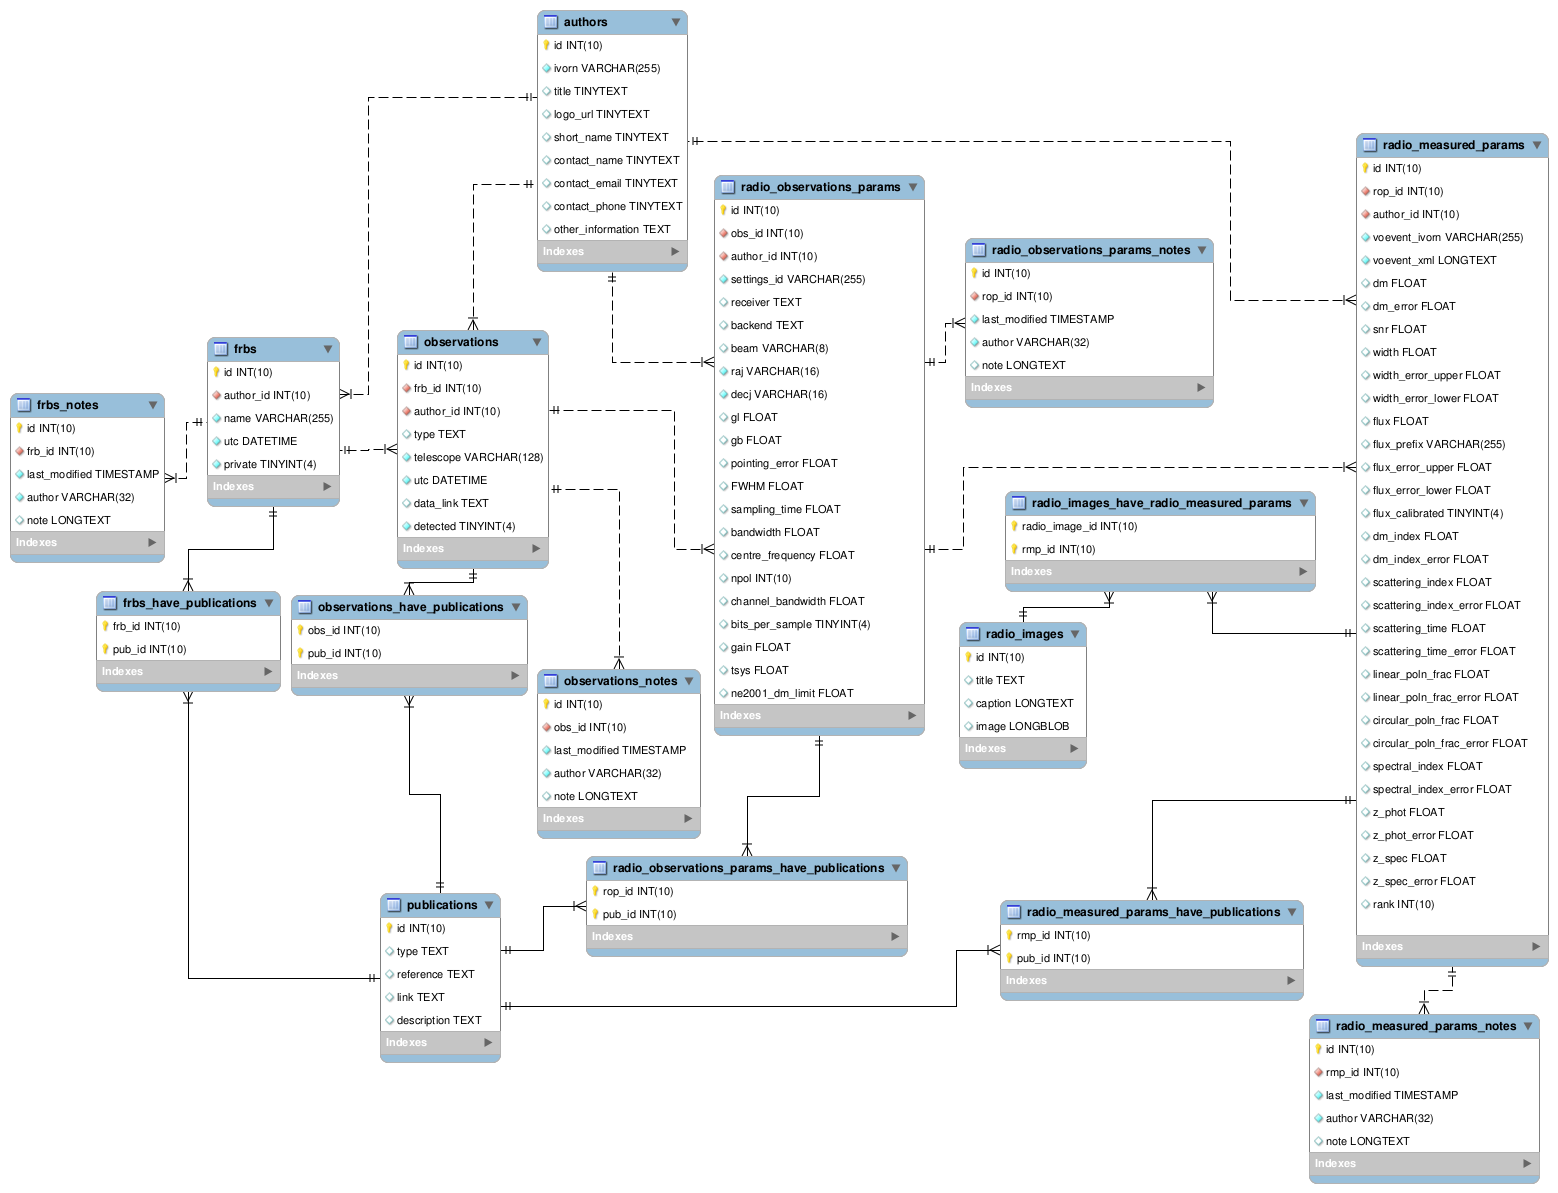 authors
id INT(10)
ivorn VARCHAR(255)
title TINYTEXT
logo_url TINYTEXT
short_name TINYTEXT
contact_name TINYTEXT
contact_email TINYTEXT
contact_phone TINYTEXT
other_information TEXT
Indexes
radio_measured_params
id INT(10)
rop_id INT(10)
author_id INT(10)
voevent_ivorn VARCHAR(255)
voevent_xml LONGTEXT
dm FLOAT
dm_error FLOAT
snr FLOAT
width FLOAT
width_error_upper FLOAT
width_error_lower FLOAT
flux FLOAT
flux_prefix VARCHAR(255)
flux_error_upper FLOAT
flux_error_lower FLOAT
flux_calibrated TINYINT(4)
dm_index FLOAT
dm_index_error FLOAT
scattering_index FLOAT
scattering_index_error FLOAT
scattering_time FLOAT
scattering_time_error FLOAT
linear_poln_frac FLOAT
linear_poln_frac_error FLOAT
circular_poln_frac FLOAT
circular_poln_frac_error FLOAT
spectral_index FLOAT
spectral_index_error FLOAT
z_phot FLOAT
z_phot_error FLOAT
z_spec FLOAT
z_spec_error FLOAT
rank INT(10)
Indexes
radio_observations_params
id INT(10)
obs_id INT(10)
author_id INT(10)
settings_id VARCHAR(255)
receiver TEXT
backend TEXT
beam VARCHAR(8)
raj VARCHAR(16)
decj VARCHAR(16)
gl FLOAT
gb FLOAT
pointing_error FLOAT
FWHM FLOAT
sampling_time FLOAT
bandwidth FLOAT
centre_frequency FLOAT
npol INT(10)
channel_bandwidth FLOAT
bits_per_sample TINYINT(4)
gain FLOAT
tsys FLOAT
ne2001_dm_limit FLOAT
Indexes
radio_observations_params_notes
id INT(10)
rop_id INT(10)
last_modified TIMESTAMP
author VARCHAR(32)
note LONGTEXT
Indexes
observations
id INT(10)
frb_id INT(10)
author_id INT(10)
type TEXT
telescope VARCHAR(128)
utc DATETIME
data_link TEXT
detected TINYINT(4)
Indexes
frbs
id INT(10)
author_id INT(10)
name VARCHAR(255)
utc DATETIME
private TINYINT(4)
Indexes
frbs_notes
id INT(10)
frb_id INT(10)
last_modified TIMESTAMP
author VARCHAR(32)
note LONGTEXT
Indexes
radio_images_have_radio_measured_params
radio_image_id INT(10)
rmp_id INT(10)
Indexes
frbs_have_publications
frb_id INT(10)
pub_id INT(10)
Indexes
observations_have_publications
obs_id INT(10)
pub_id INT(10)
Indexes
radio_images
id INT(10)
title TEXT
caption LONGTEXT
image LONGBLOB
Indexes
observations_notes
id INT(10)
obs_id INT(10)
last_modified TIMESTAMP
author VARCHAR(32)
note LONGTEXT
Indexes
radio_observations_params_have_publications
rop_id INT(10)
pub_id INT(10)
Indexes
publications
id INT(10)
type TEXT
reference TEXT
link TEXT
description TEXT
Indexes
radio_measured_params_have_publications
rmp_id INT(10)
pub_id INT(10)
Indexes
radio_measured_params_notes
id INT(10)
rmp_id INT(10)
last_modified TIMESTAMP
author VARCHAR(32)
note LONGTEXT
Indexes